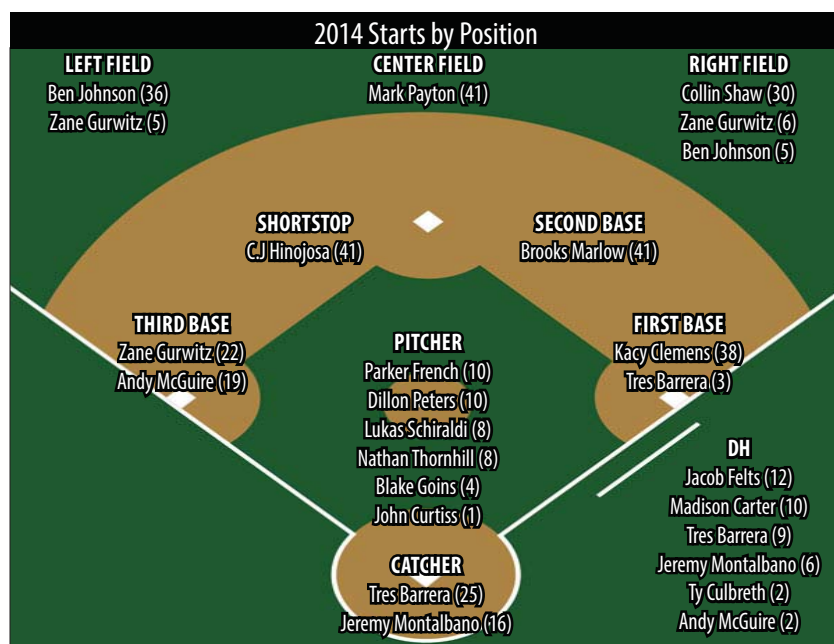 2014 Starts by Position
LEFT FIELD
Ben Johnson (36)
Zane Gurwitz (5)
CENTER FIELD
Mark Payton (41)
RIGHT FIELD
Collin Shaw (30)
Zane Gurwitz (6)
Ben Johnson (5)
SHORTSTOP
C.J Hinojosa (41)
SECOND BASE
Brooks Marlow (41)
THIRD BASE
Zane Gurwitz (22)
Andy McGuire (19)
PITCHER
Parker French (10)
Dillon Peters (10)
Lukas Schiraldi (8)
Nathan Thornhill (8)
Blake Goins (4)
John Curtiss (1)
FIRST BASE
Kacy Clemens (38)
Tres Barrera (3)
CATCHER
Tres Barrera (25)
Jeremy Montalbano (16)
DH
Jacob Felts (12)
Madison Carter (10)
Tres Barrera (9)
Jeremy Montalbano (6)
Ty Culbreth (2)
Andy McGuire (2)